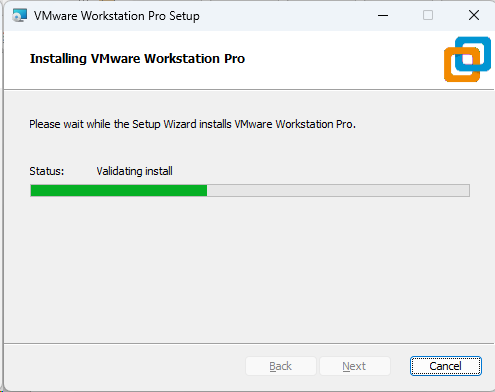 VMware Workstation Pro Setup
Installing VMware Workstation Pro
Please wait while the Setup Wizard installs VMware Workstation Pro.
Status: Validating install
Back Next Cancel